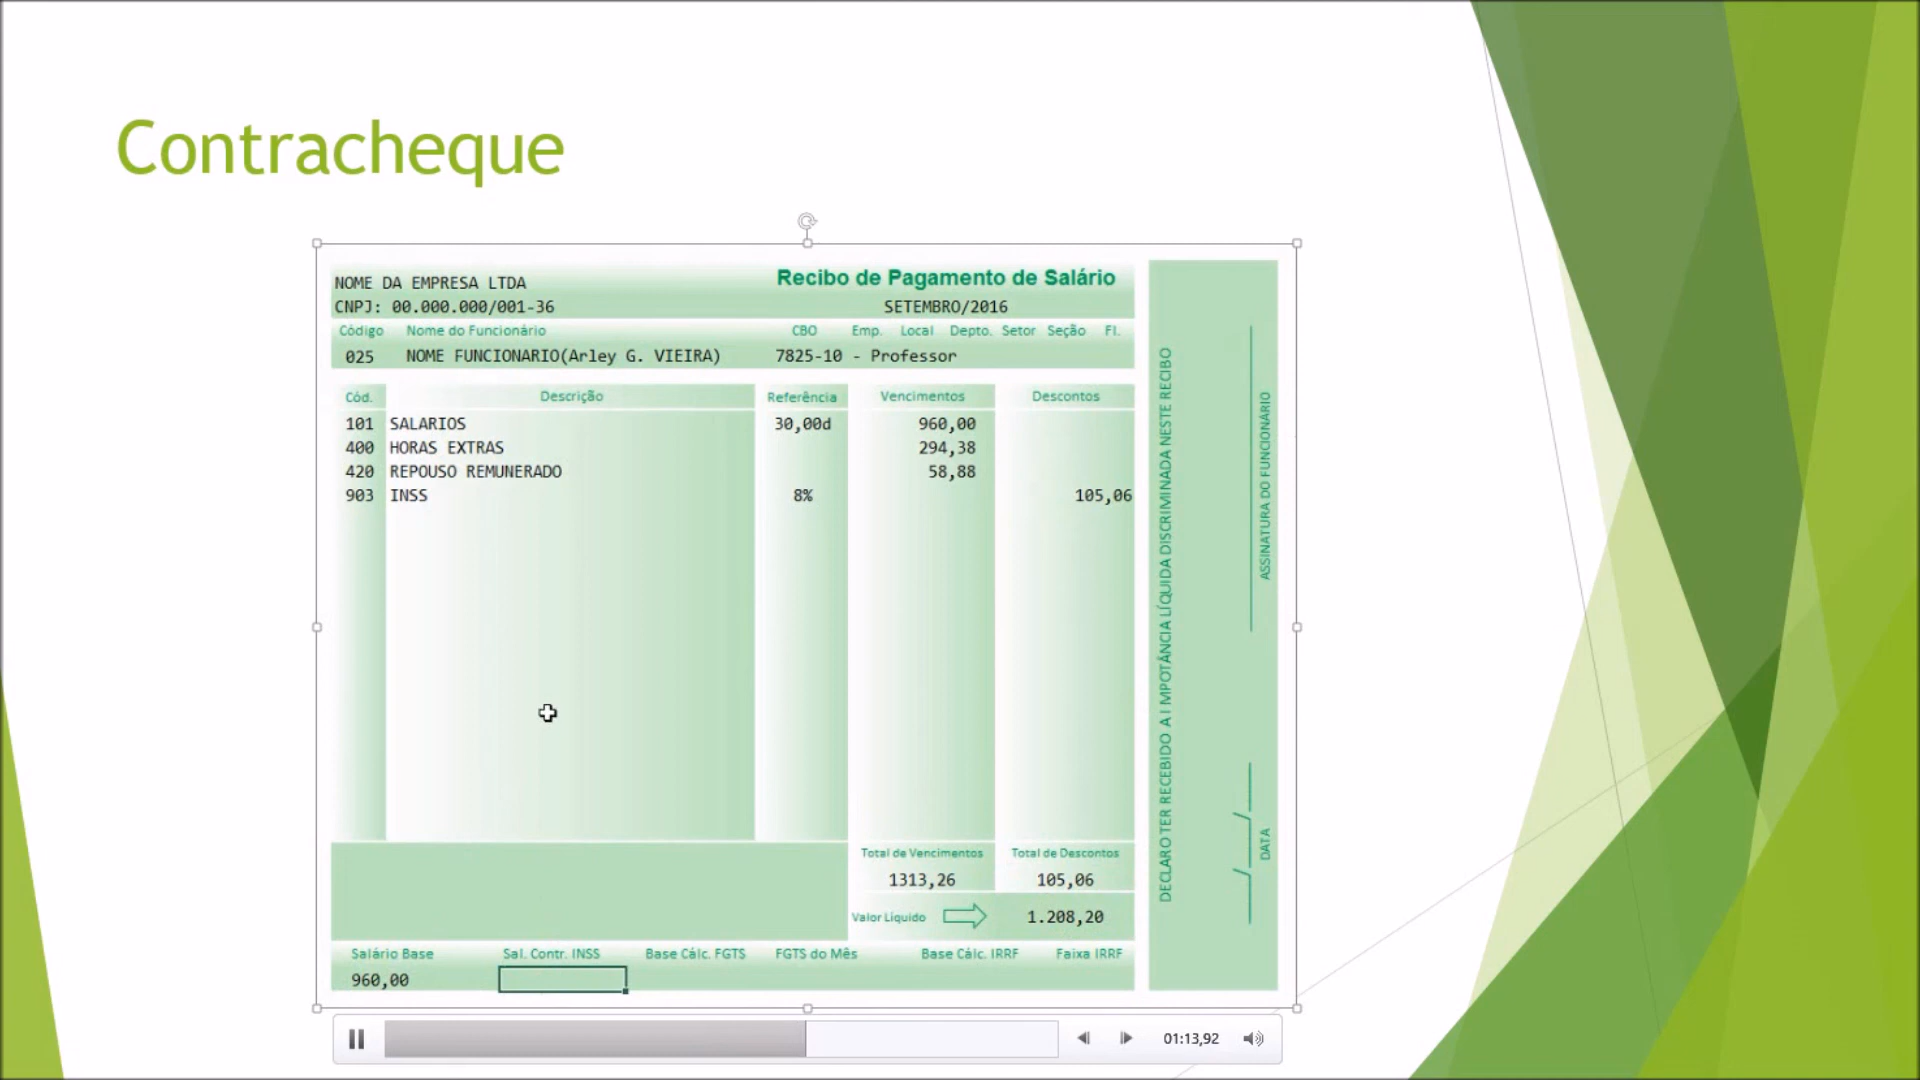 Contracheque
NOME DA EMPRESA LTDA
Recibo de Pagamento de Salário
CNPJ: 00.000.000/001-36
SETEMBRO/2016
Código Nome do Funcionário CBO Emp. Local Depto. Setor Seção Fl.
025 NOME FUNCIONARIO(Arley G. VIEIRA) 7825-10 - Professor
Cód. Descrição Referência Vencimentos Descontos
101 SALARIOS 30,00d 960,00
400 HORAS EXTRAS 294,38
420 REPOUSO REMUNERADO 58,88
903 INSS 8% 105,06
Total de Vencimentos Total de Descontos
1313,26 105,06
Valor Líquido 1.208,20
Salário Base Sal. Contr. INSS Base Cálc. FGTS FGTS do Mês Base Cálc. IRRF Faixa IRRF
960,00
DECLARO TER RECEBIDO A IMPOTÂNCIA LÍQUIDA DISCRIMINADA NESTE RECIBO
ASSINATURA DO FUNCIONÁRIO
DATA
01:13,92